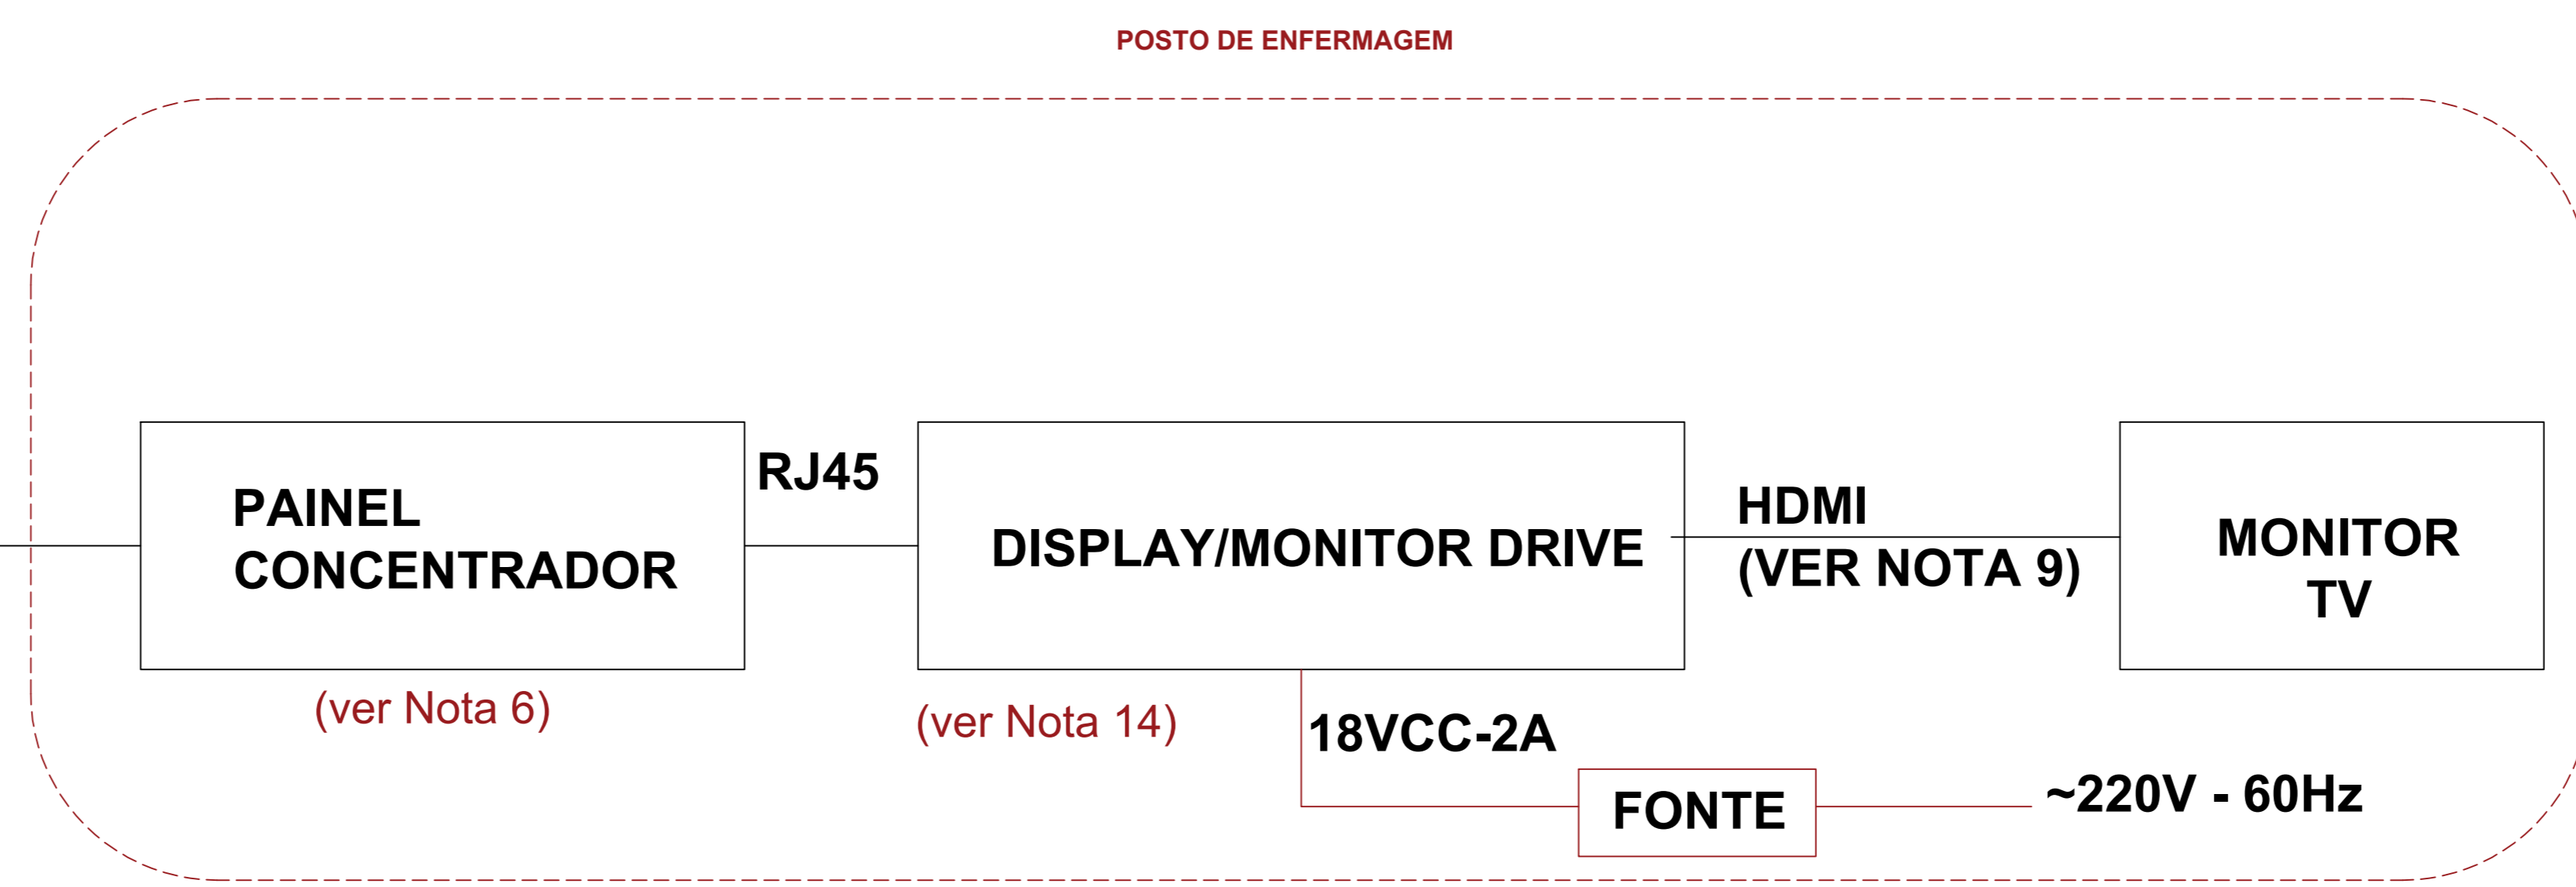 POSTO DE ENFERMAGEM
PAINEL
CONCENTRADOR
(ver Nota 6)
RJ45
DISPLAY/MONITOR DRIVE
(ver Nota 14)
HDMI
(VER NOTA 9)
MONITOR
TV
18VCC-2A
FONTE
~220V - 60Hz